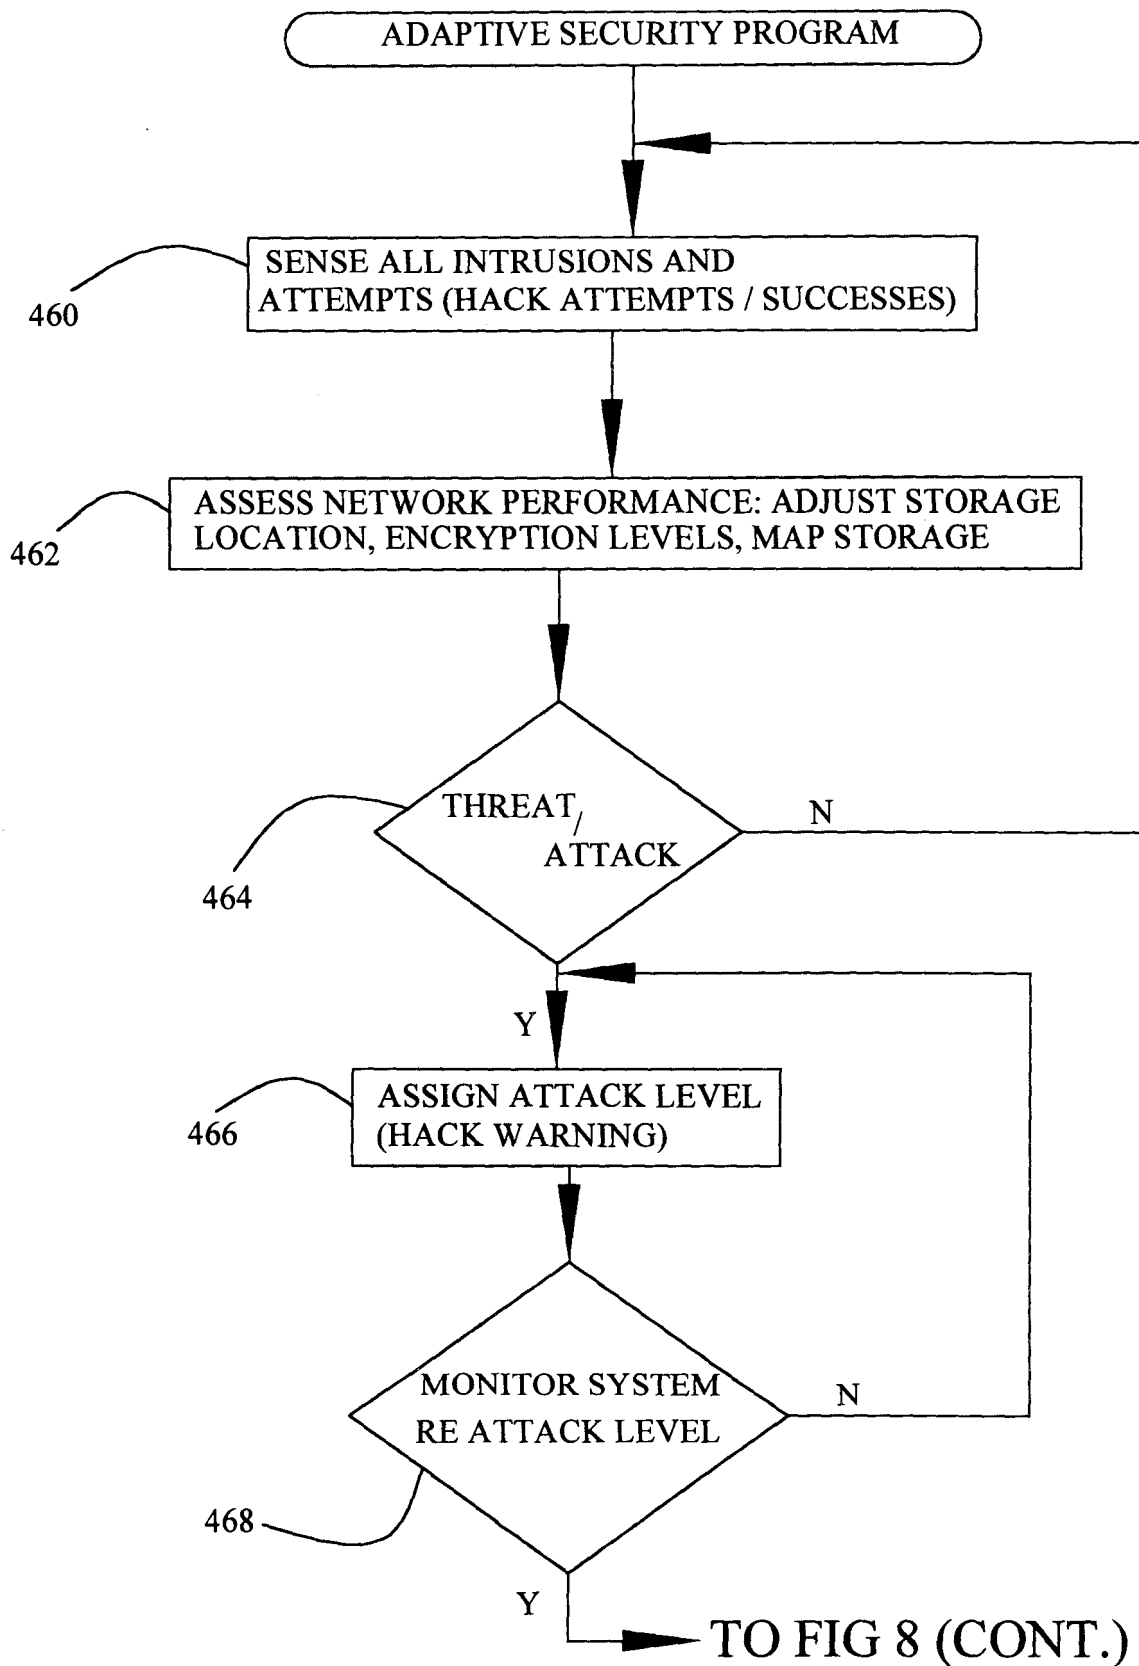 ADAPTIVE SECURITY PROGRAM
SENSE ALL INTRUSIONS AND
ATTEMPTS (HACK ATTEMPTS / SUCCESSES)
460
ASSESS NETWORK PERFORMANCE: ADJUST STORAGE
LOCATION, ENCRYPTION LEVELS, MAP STORAGE
462
THREAT/
ATTACK
N
464
Y
ASSIGN ATTACK LEVEL
(HACK WARNING)
466
MONITOR SYSTEM
RE ATTACK LEVEL
N
468
Y
TO FIG 8 (CONT.)